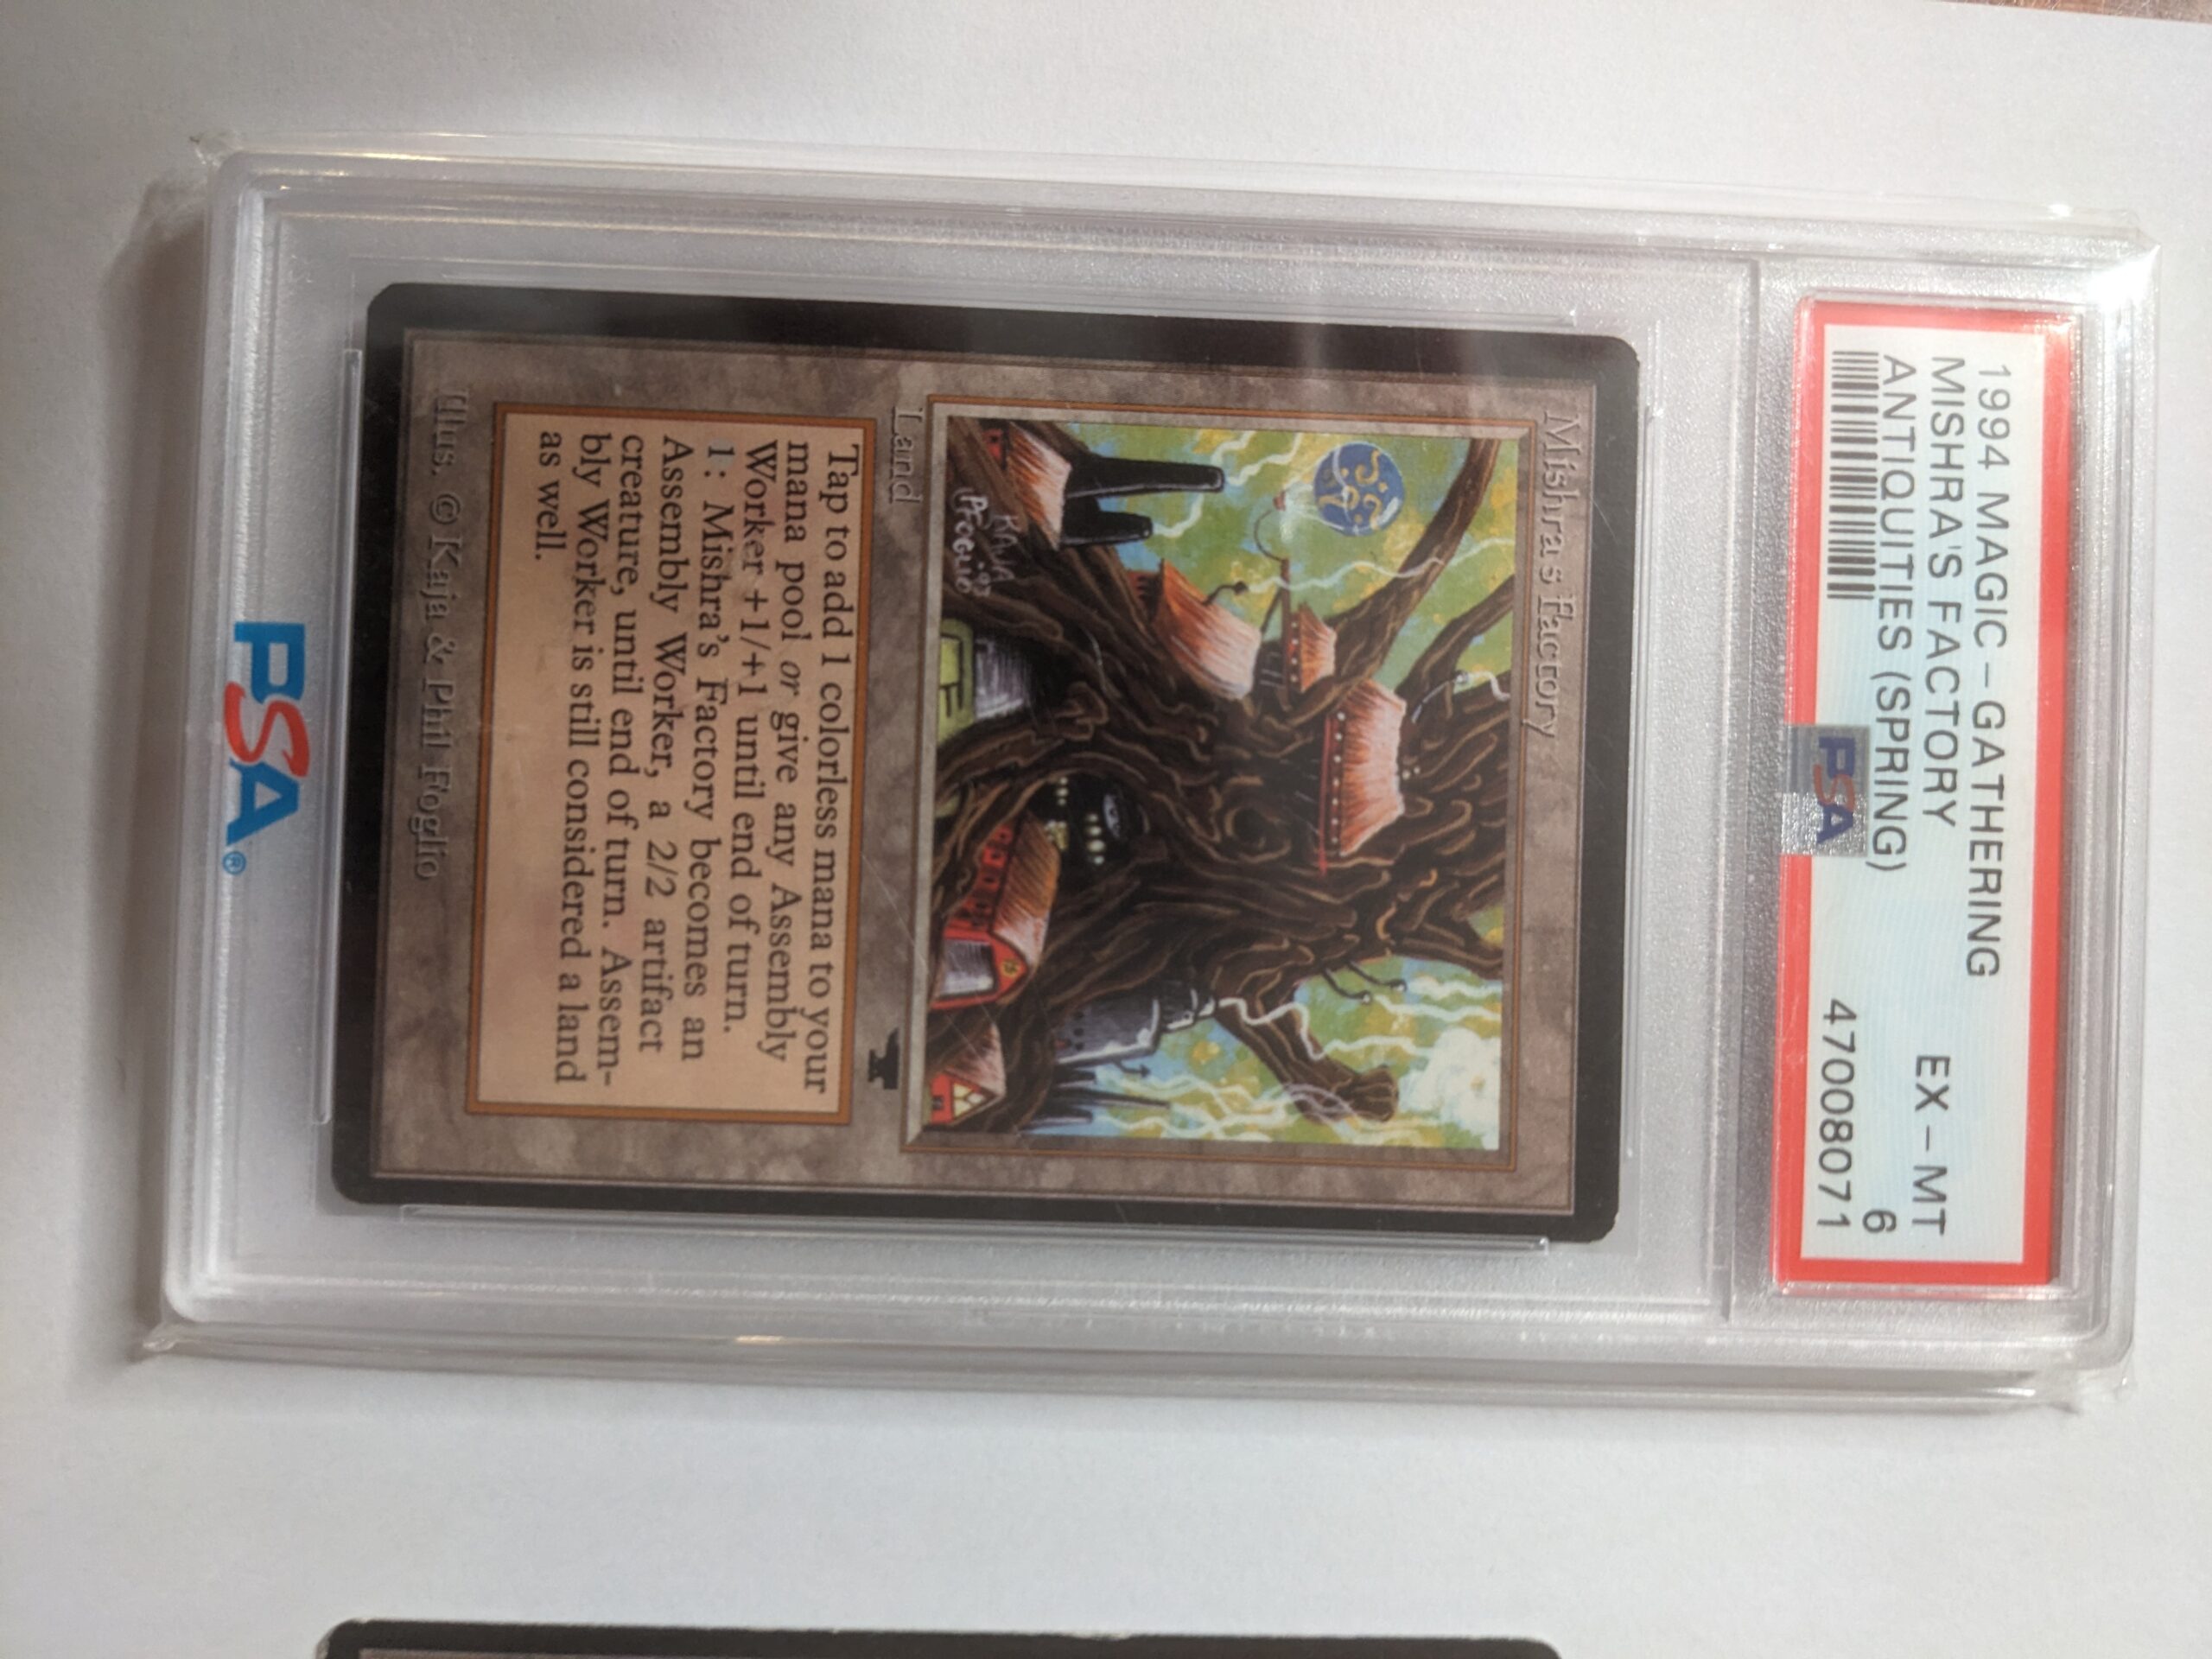 1994 MAGIC-GATHERING
MISHRA'S FACTORY EX-MT
ANTIQUITIES (SPRING) 6
PSA 47008071
Mishra's Factory
KAJA '93
P. FOGLIO
Land
Tap to add 1 colorless mana to your
mana pool or give any Assembly
Worker +1/+1 until end of turn.
1: Mishra's Factory becomes an
Assembly Worker, a 2/2 artifact
creature, until end of turn. Assem-
bly Worker is still considered a land
as well.
Illus. © Kaja & Phil Foglio
PSA®